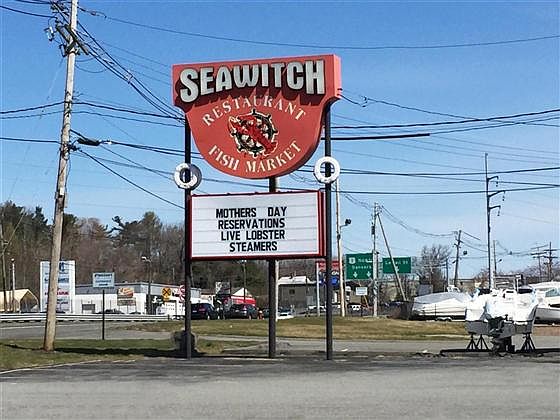 SEAWITCH
RESTAURANT
FISH MARKET
MOTHERS DAY
RESERVATIONS
LIVE LOBSTER
STEAMERS